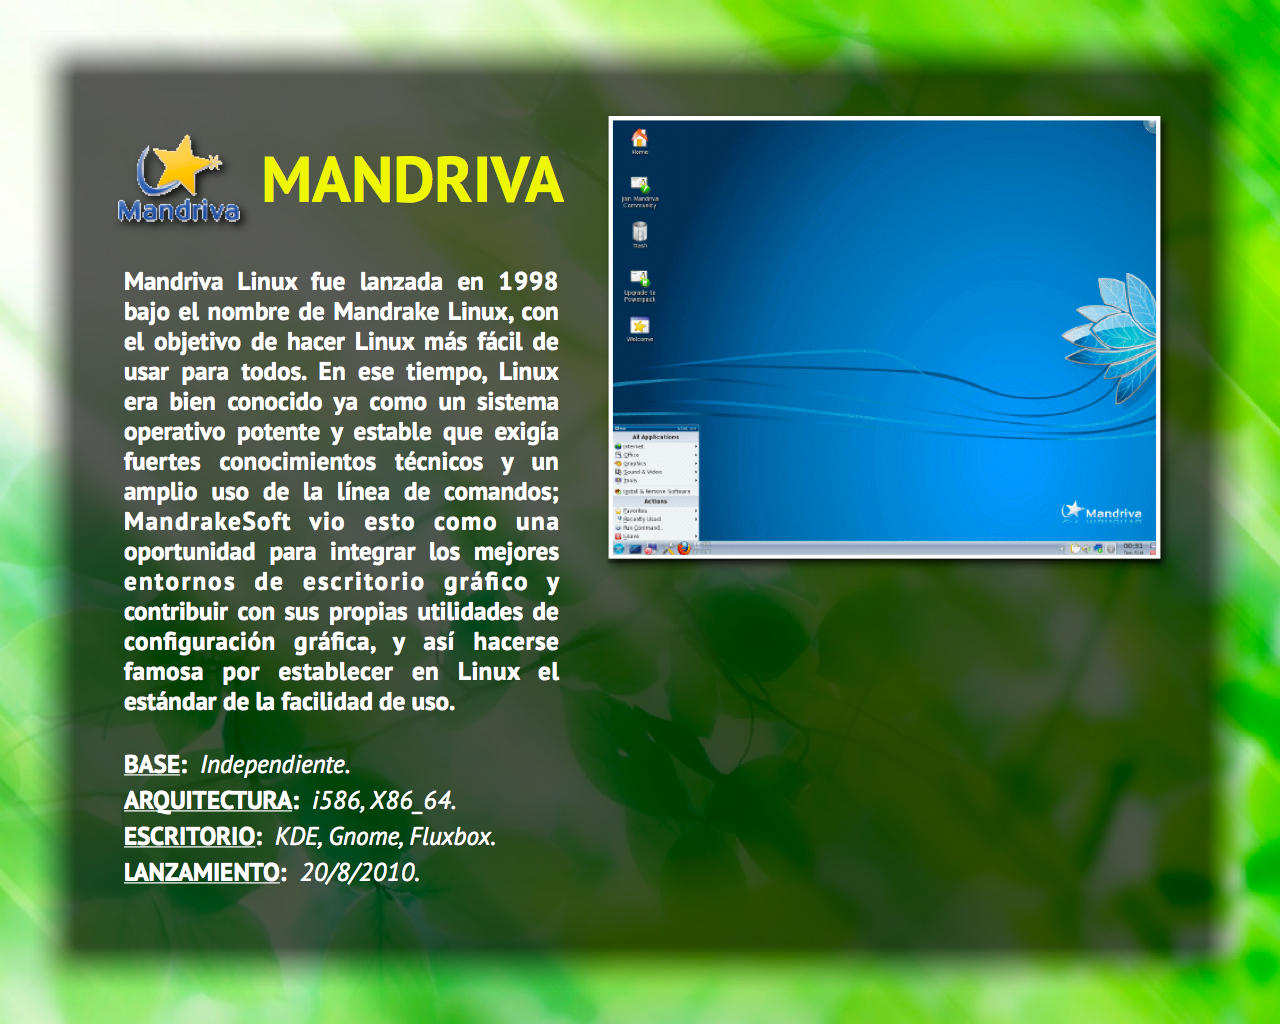 Mandriva
MANDRIVA
Mandriva Linux fue lanzada en 1998
bajo el nombre de Mandrake Linux, con
el objetivo de hacer Linux más fácil de
usar para todos. En ese tiempo, Linux
era bien conocido ya como un sistema
operativo potente y estable que exigía
fuertes conocimientos técnicos y un
amplio uso de la línea de comandos;
MandrakeSoft vio esto como una
oportunidad para integrar los mejores
entornos de escritorio gráfico y
contribuir con sus propias utilidades de
configuración gráfica, y así hacerse
famosa por establecer en Linux el
estándar de la facilidad de uso.
BASE: Independiente.
ARQUITECTURA: i586, X86_64.
ESCRITORIO: KDE, Gnome, Fluxbox.
LANZAMIENTO: 20/8/2010.
Home
Join Mandriva
Community
Trash
Upgrade to
Powerpack
Welcome
All Applications
Internet
Office
Graphics
Sound & Video
Tools
Install & Remove Software
Actions
Favorites
Recently Used
Run Command...
Leave
Mandriva
00:31